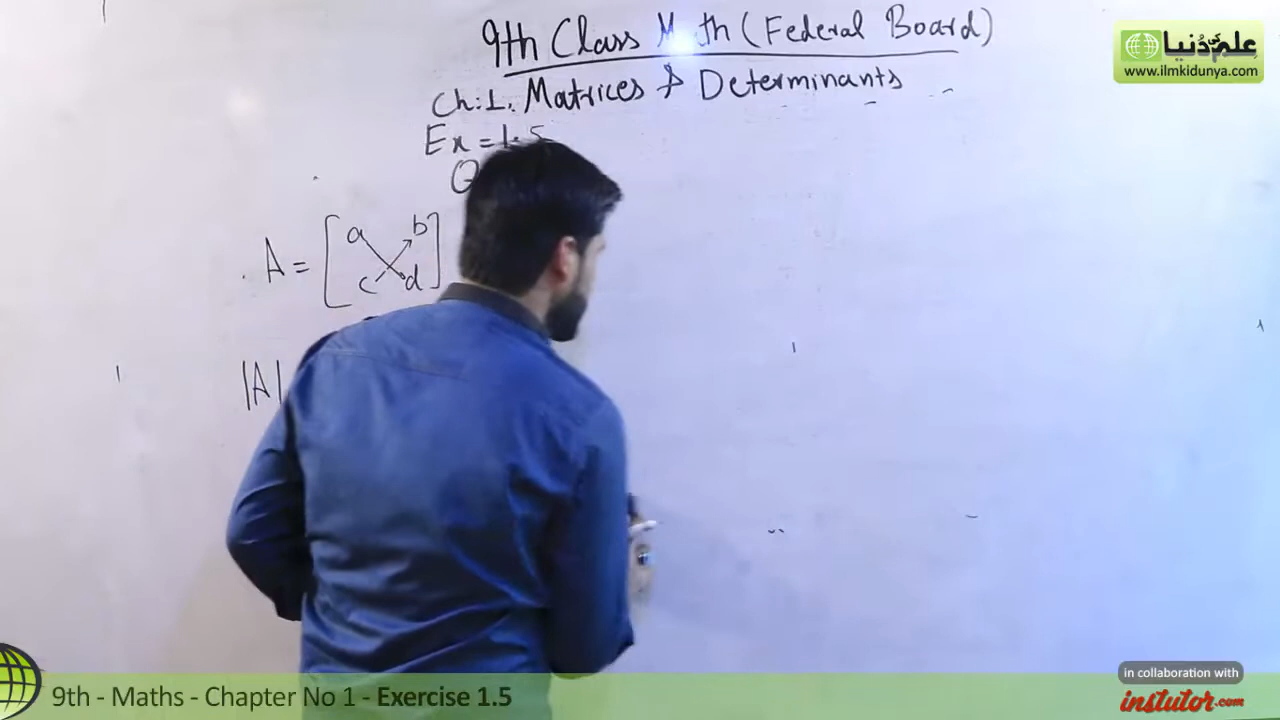 9th Class Math (Federal Board)
Ch:1. Matrices & Determinants
Ex = 1.5
Q
A = [a b
c d]
|A|
علم کی دنیا
www.ilmkidunya.com
9th - Maths - Chapter No 1 - Exercise 1.5
in collaboration with
instutor.com